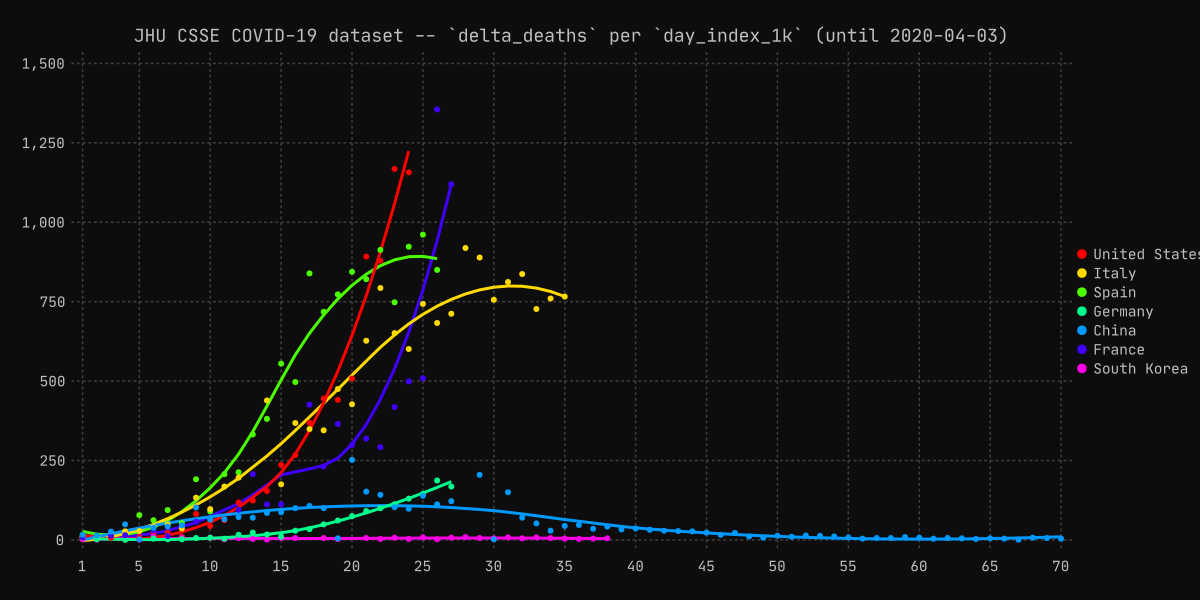 JHU CSSE COVID-19 dataset -- `delta_deaths` per `day_index_1k` (until 2020-04-03)
1,500
1,250
1,000
750
500
250
0
1 5 10 15 20 25 30 35 40 45 50 55 60 65 70
United States
Italy
Spain
Germany
China
France
South Korea